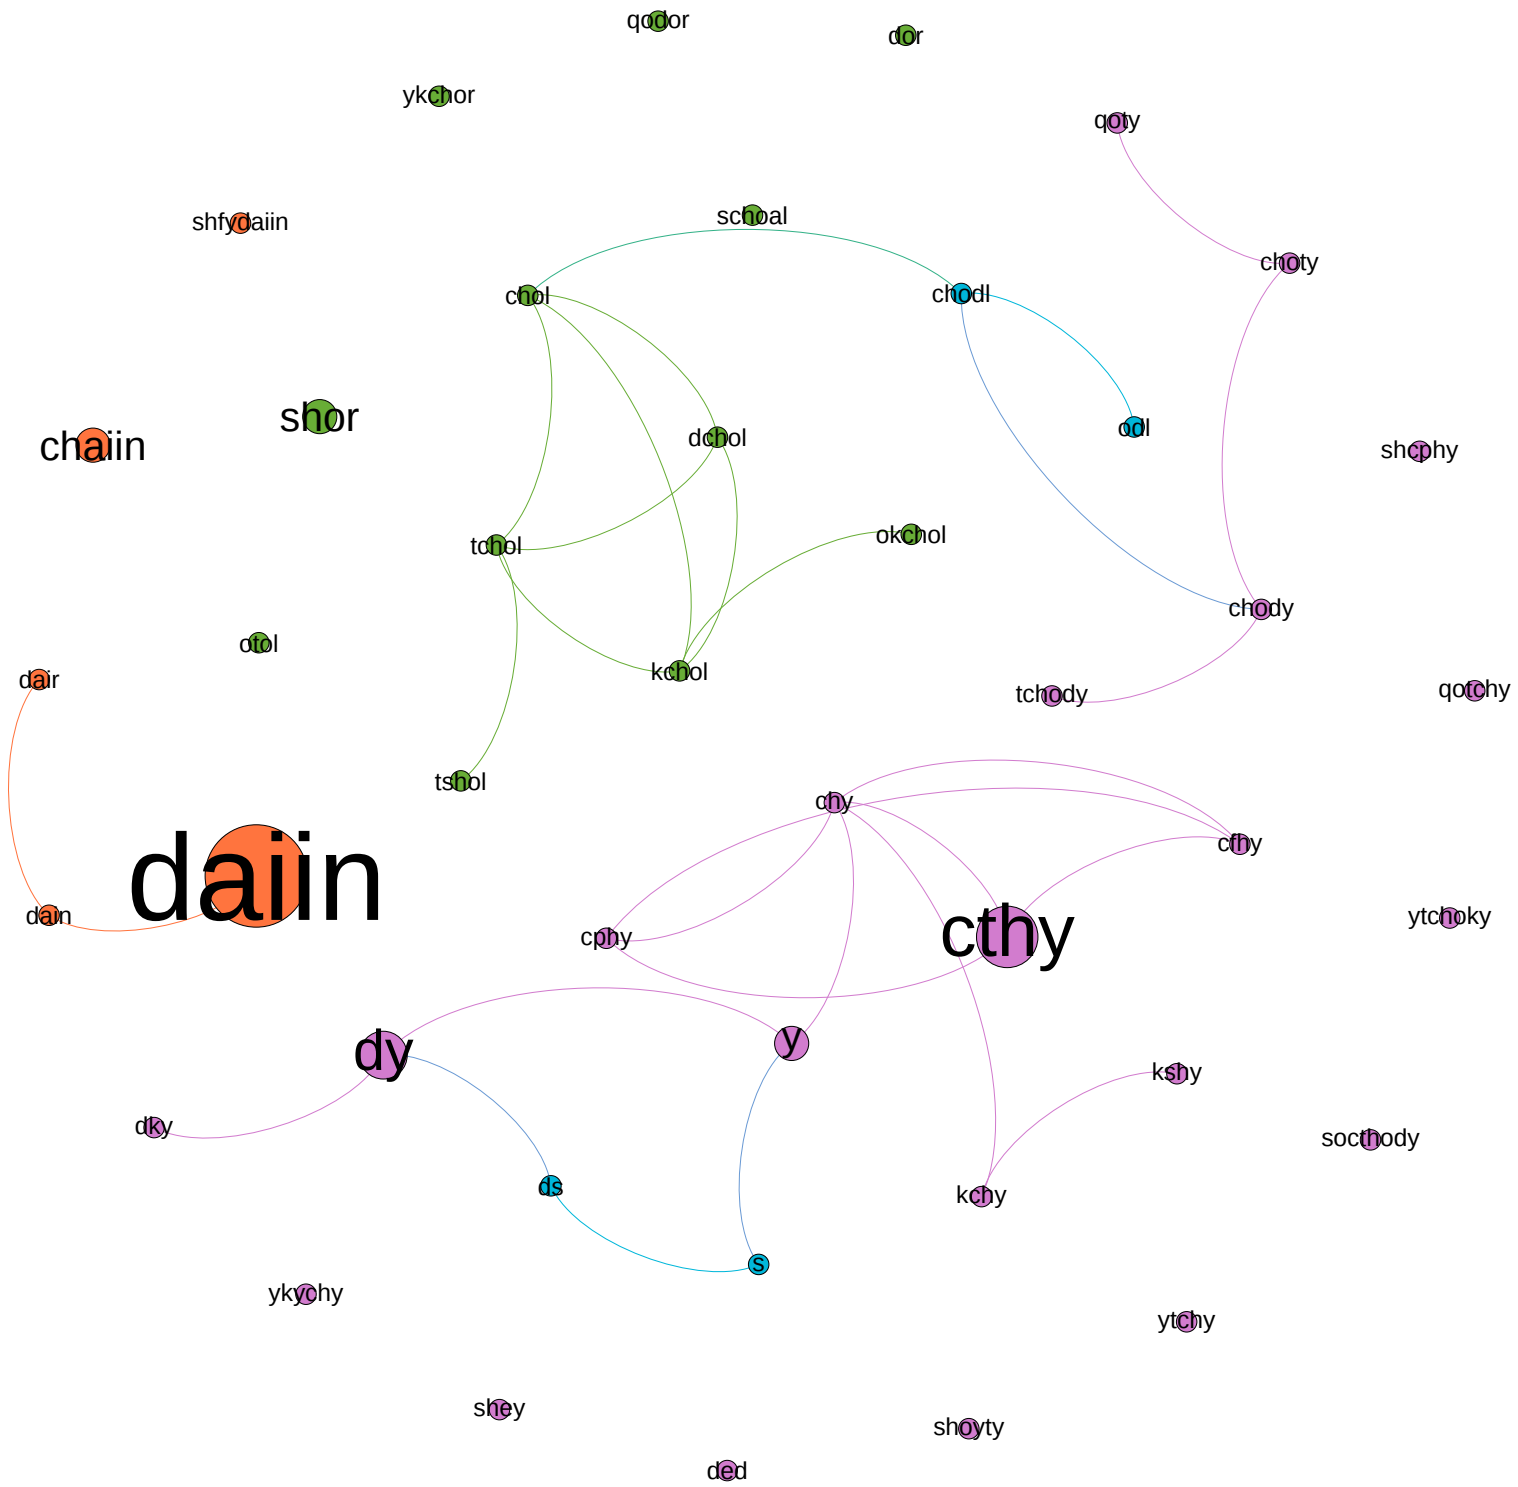 qodor
dor
ykchor
qoty
schoal
shfydaiin
choty
chol
chodl
shor
odl
dchol
chaiin
shcphy
okchol
tchol
chody
otol
kchol
dair
qotchy
tchody
tshol
chy
cfhy
daiin
dain
ytchoky
cphy
cthy
y
dy
kshy
dky
socthody
ds
kchy
s
ykychy
ytchy
shey
shoyty
ded